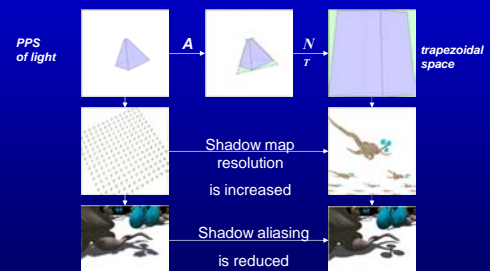 PPS
of light
A
N
T
trapezoidal
space
Shadow map
resolution
is increased
Shadow aliasing
is reduced